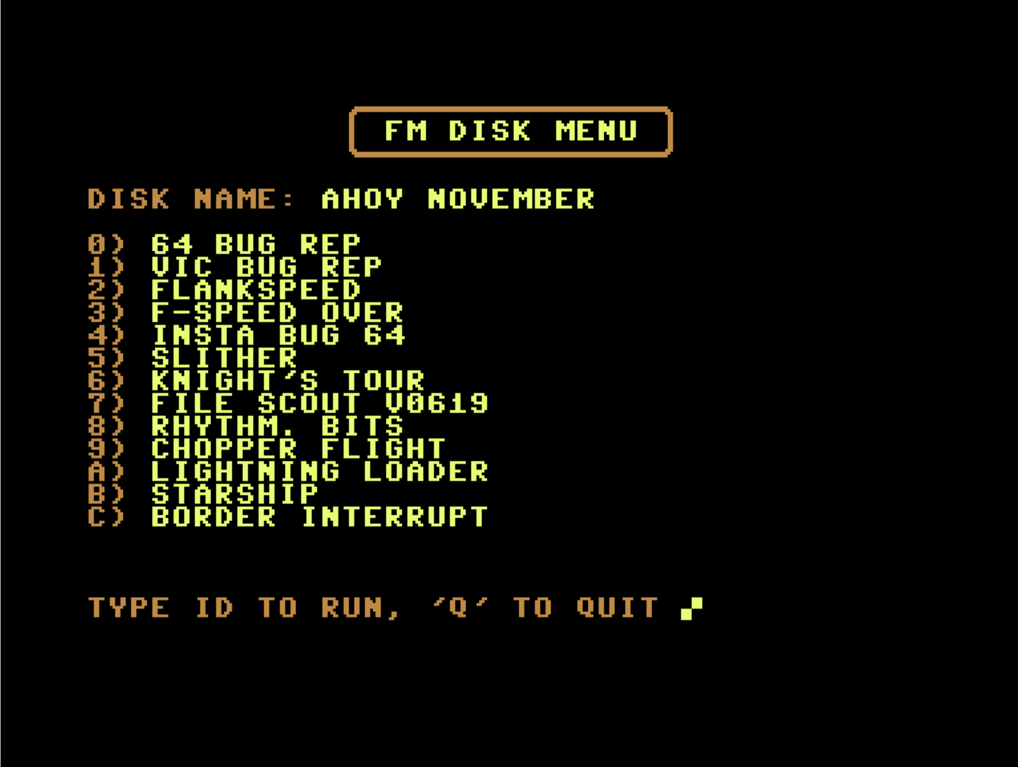 FM DISK MENU
DISK NAME: AHOY NOVEMBER
0) 64 BUG REP
1) VIC BUG REP
2) FLANKSPEED
3) F-SPEED OVER
4) INSTA BUG 64
5) SLITHER
6) KNIGHT'S TOUR
7) FILE SCOUT V0619
8) RHYTHM. BITS
9) CHOPPER FLIGHT
A) LIGHTNING LOADER
B) STARSHIP
C) BORDER INTERRUPT
TYPE ID TO RUN, 'Q' TO QUIT